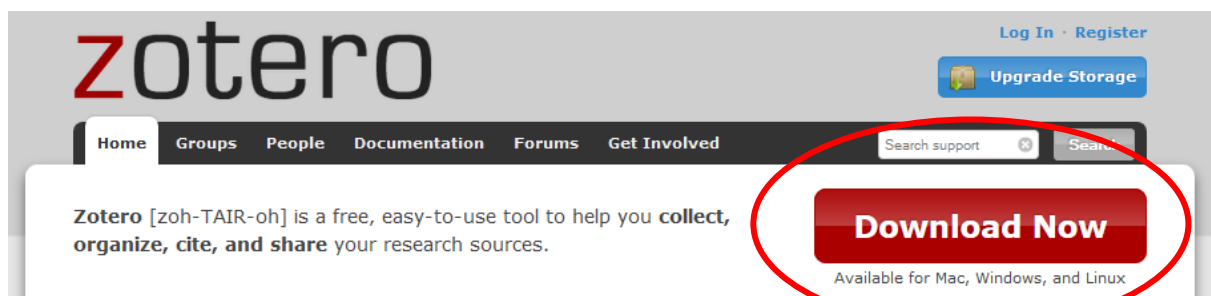 zotero
Log In · Register
Upgrade Storage
Home Groups People Documentation Forums Get Involved
Search support Search
Zotero [zoh-TAIR-oh] is a free, easy-to-use tool to help you collect,
organize, cite, and share your research sources.
Download Now
Available for Mac, Windows, and Linux